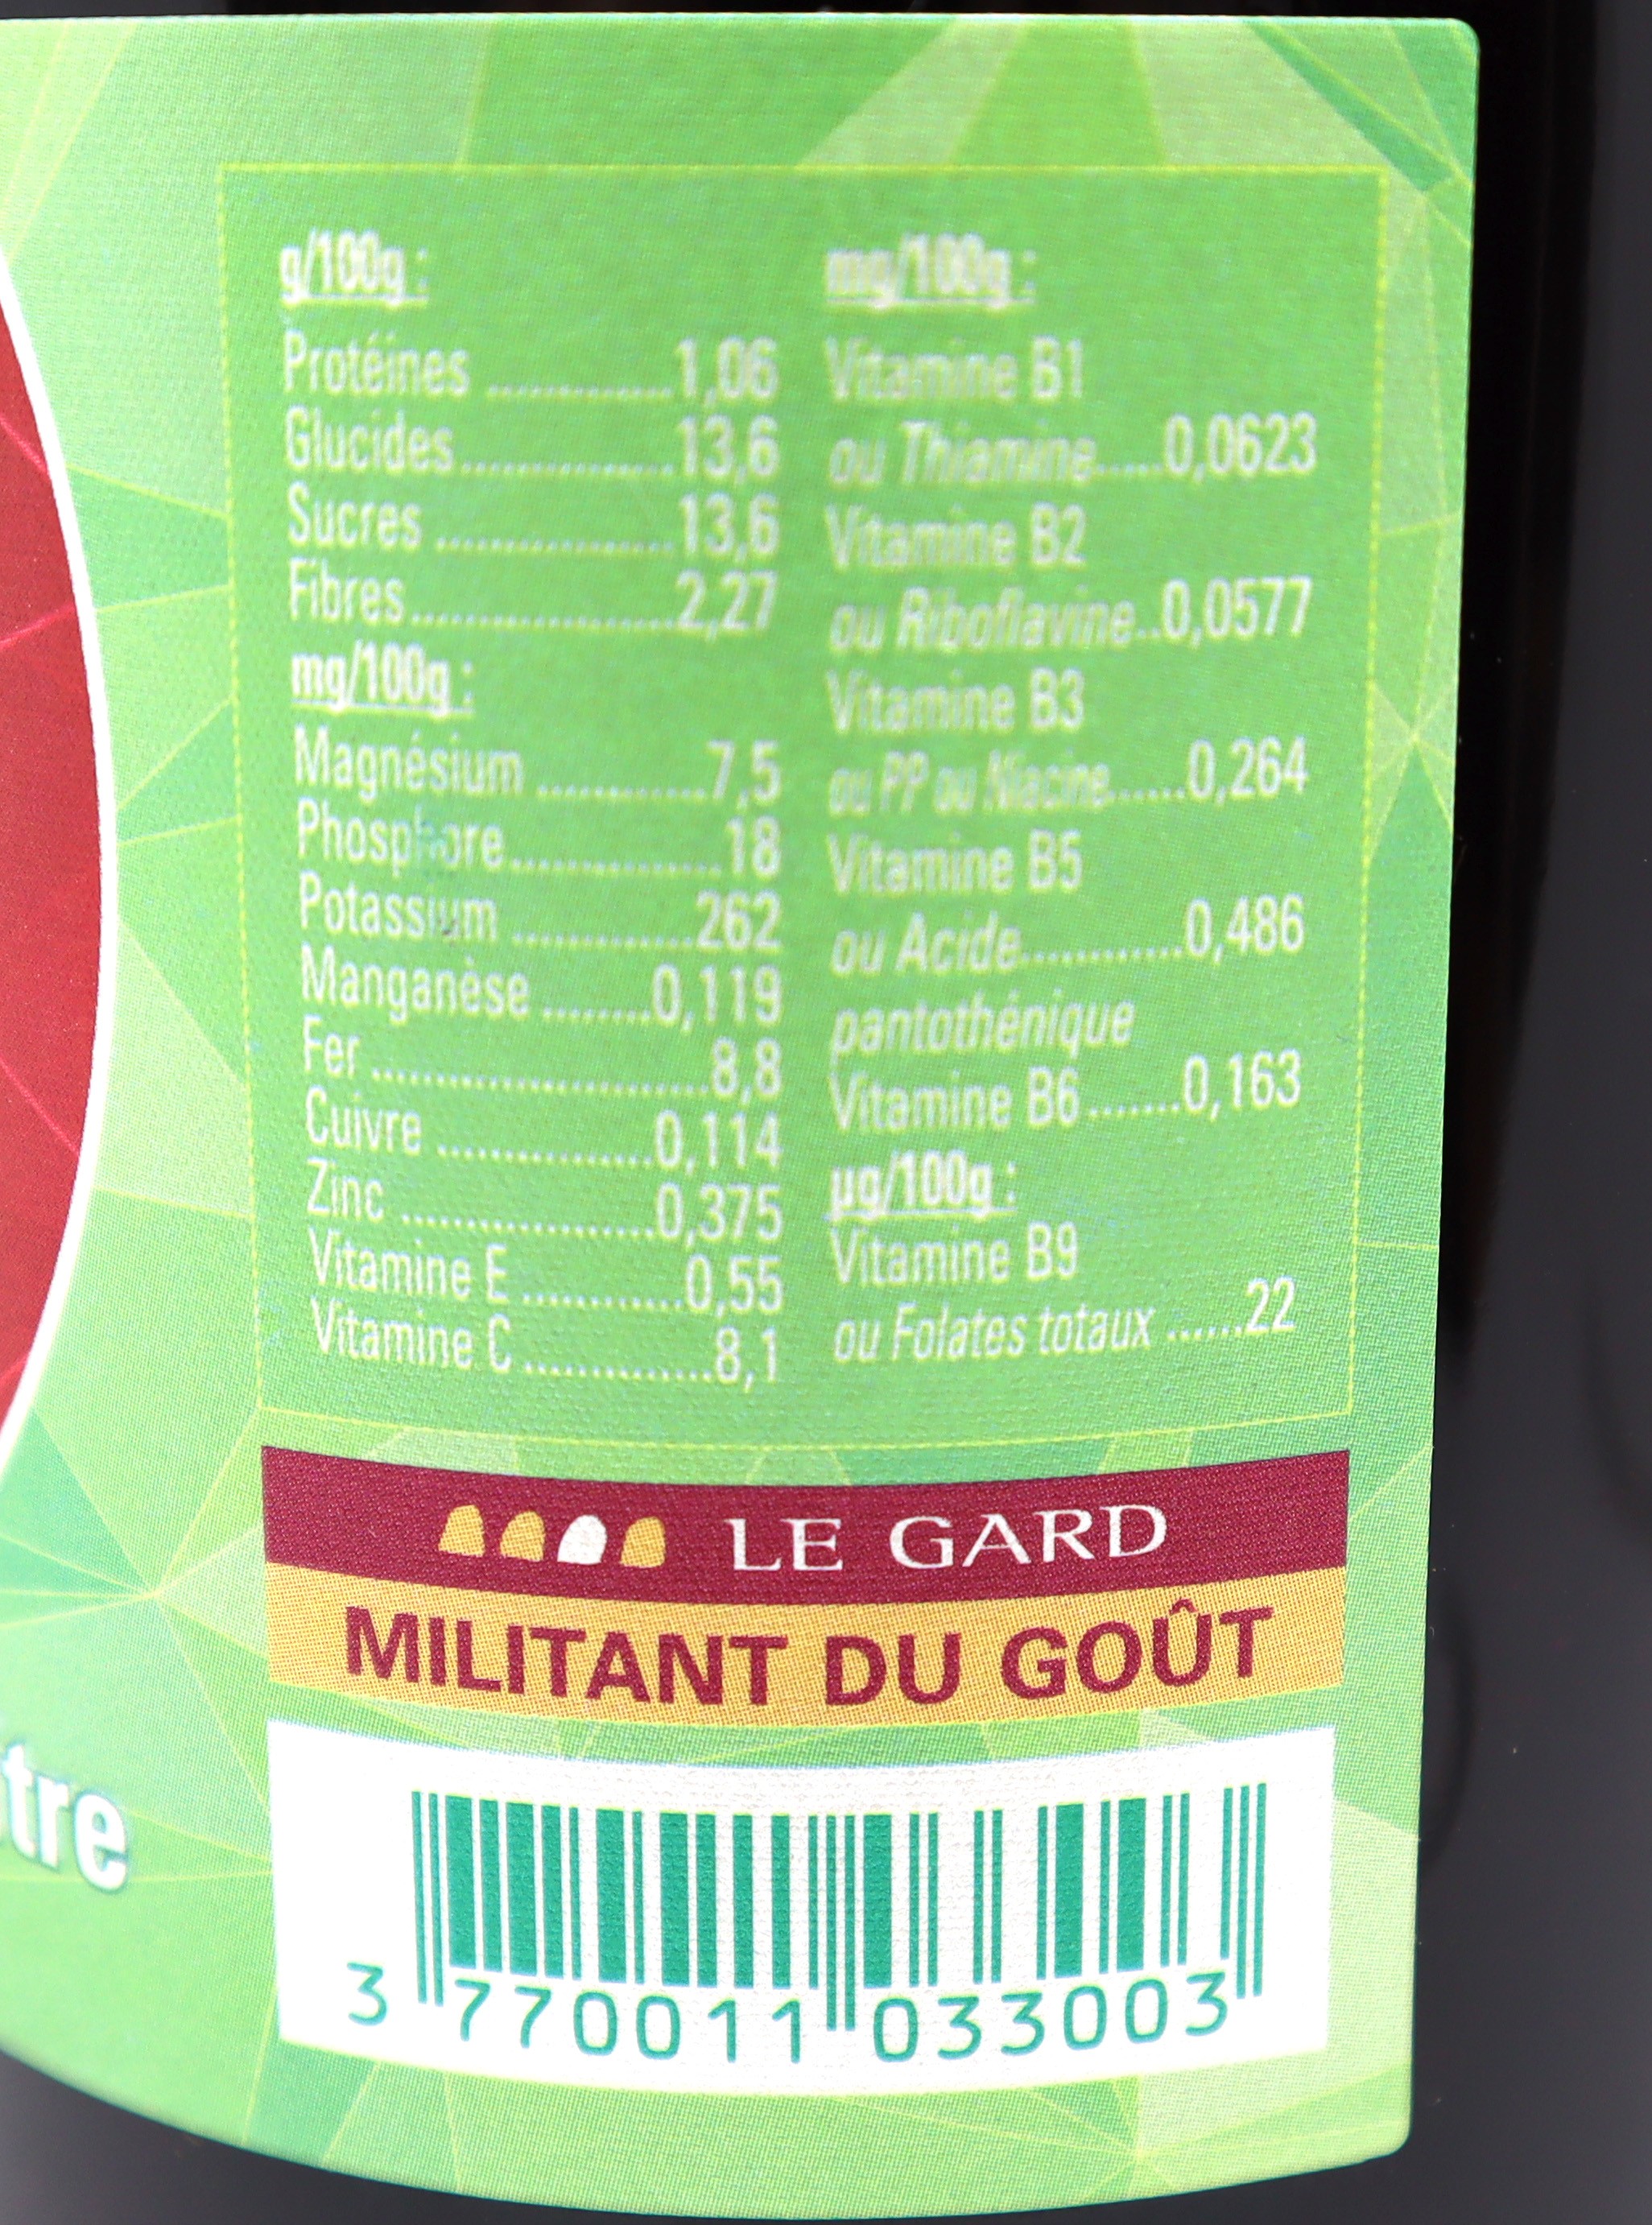 g/100g :
Protéines ............1,06
Glucides..............13,6
Sucres ................13,6
Fibres..................2,27
mg/100g :
Magnésium ...........7,5
Phosphore..............18
Potassium ............262
Manganèse ........0,119
Fer .......................8,8
Cuivre ...............0,114
Zinc ..................0,375
Vitamine E ...........0,55
Vitamine C.............8,1
mg/100g :
Vitamine B1
ou Thiamine.....0,0623
Vitamine B2
ou Riboflavine..0,0577
Vitamine B3
ou PP ou Niacine......0,264
Vitamine B5
ou Acide............0,486
pantothénique
Vitamine B6.......0,163
µg/100g :
Vitamine B9
ou Folates totaux ......22
LE GARD
MILITANT DU GOÛT
3 770011 033003